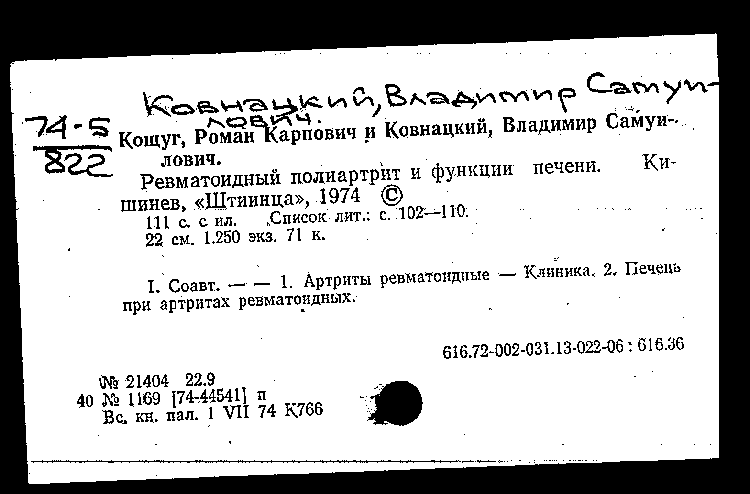 Ковнацкий, Владимир Самуи-
лович.
74-5
822
Кощуг, Роман Карпович и Ковнацкий, Владимир Самуи-
лович.
Ревматоидный полиартрит и функции печени. Ки-
шинев, «Штиинца», 1974 ©
111 с. с ил. Список лит.: с. 102—110.
22 см. 1.250 экз. 71 к.
I. Соавт. — — 1. Артриты ревматоидные — Клиника. 2. Печень
при артритах ревматоидных.
616.72-002-031.13-022-06 : 616.36
№ 21404 22.9
40 № 1169 [74-44541] п
Вс. кн. пал. 1 VII 74 К766